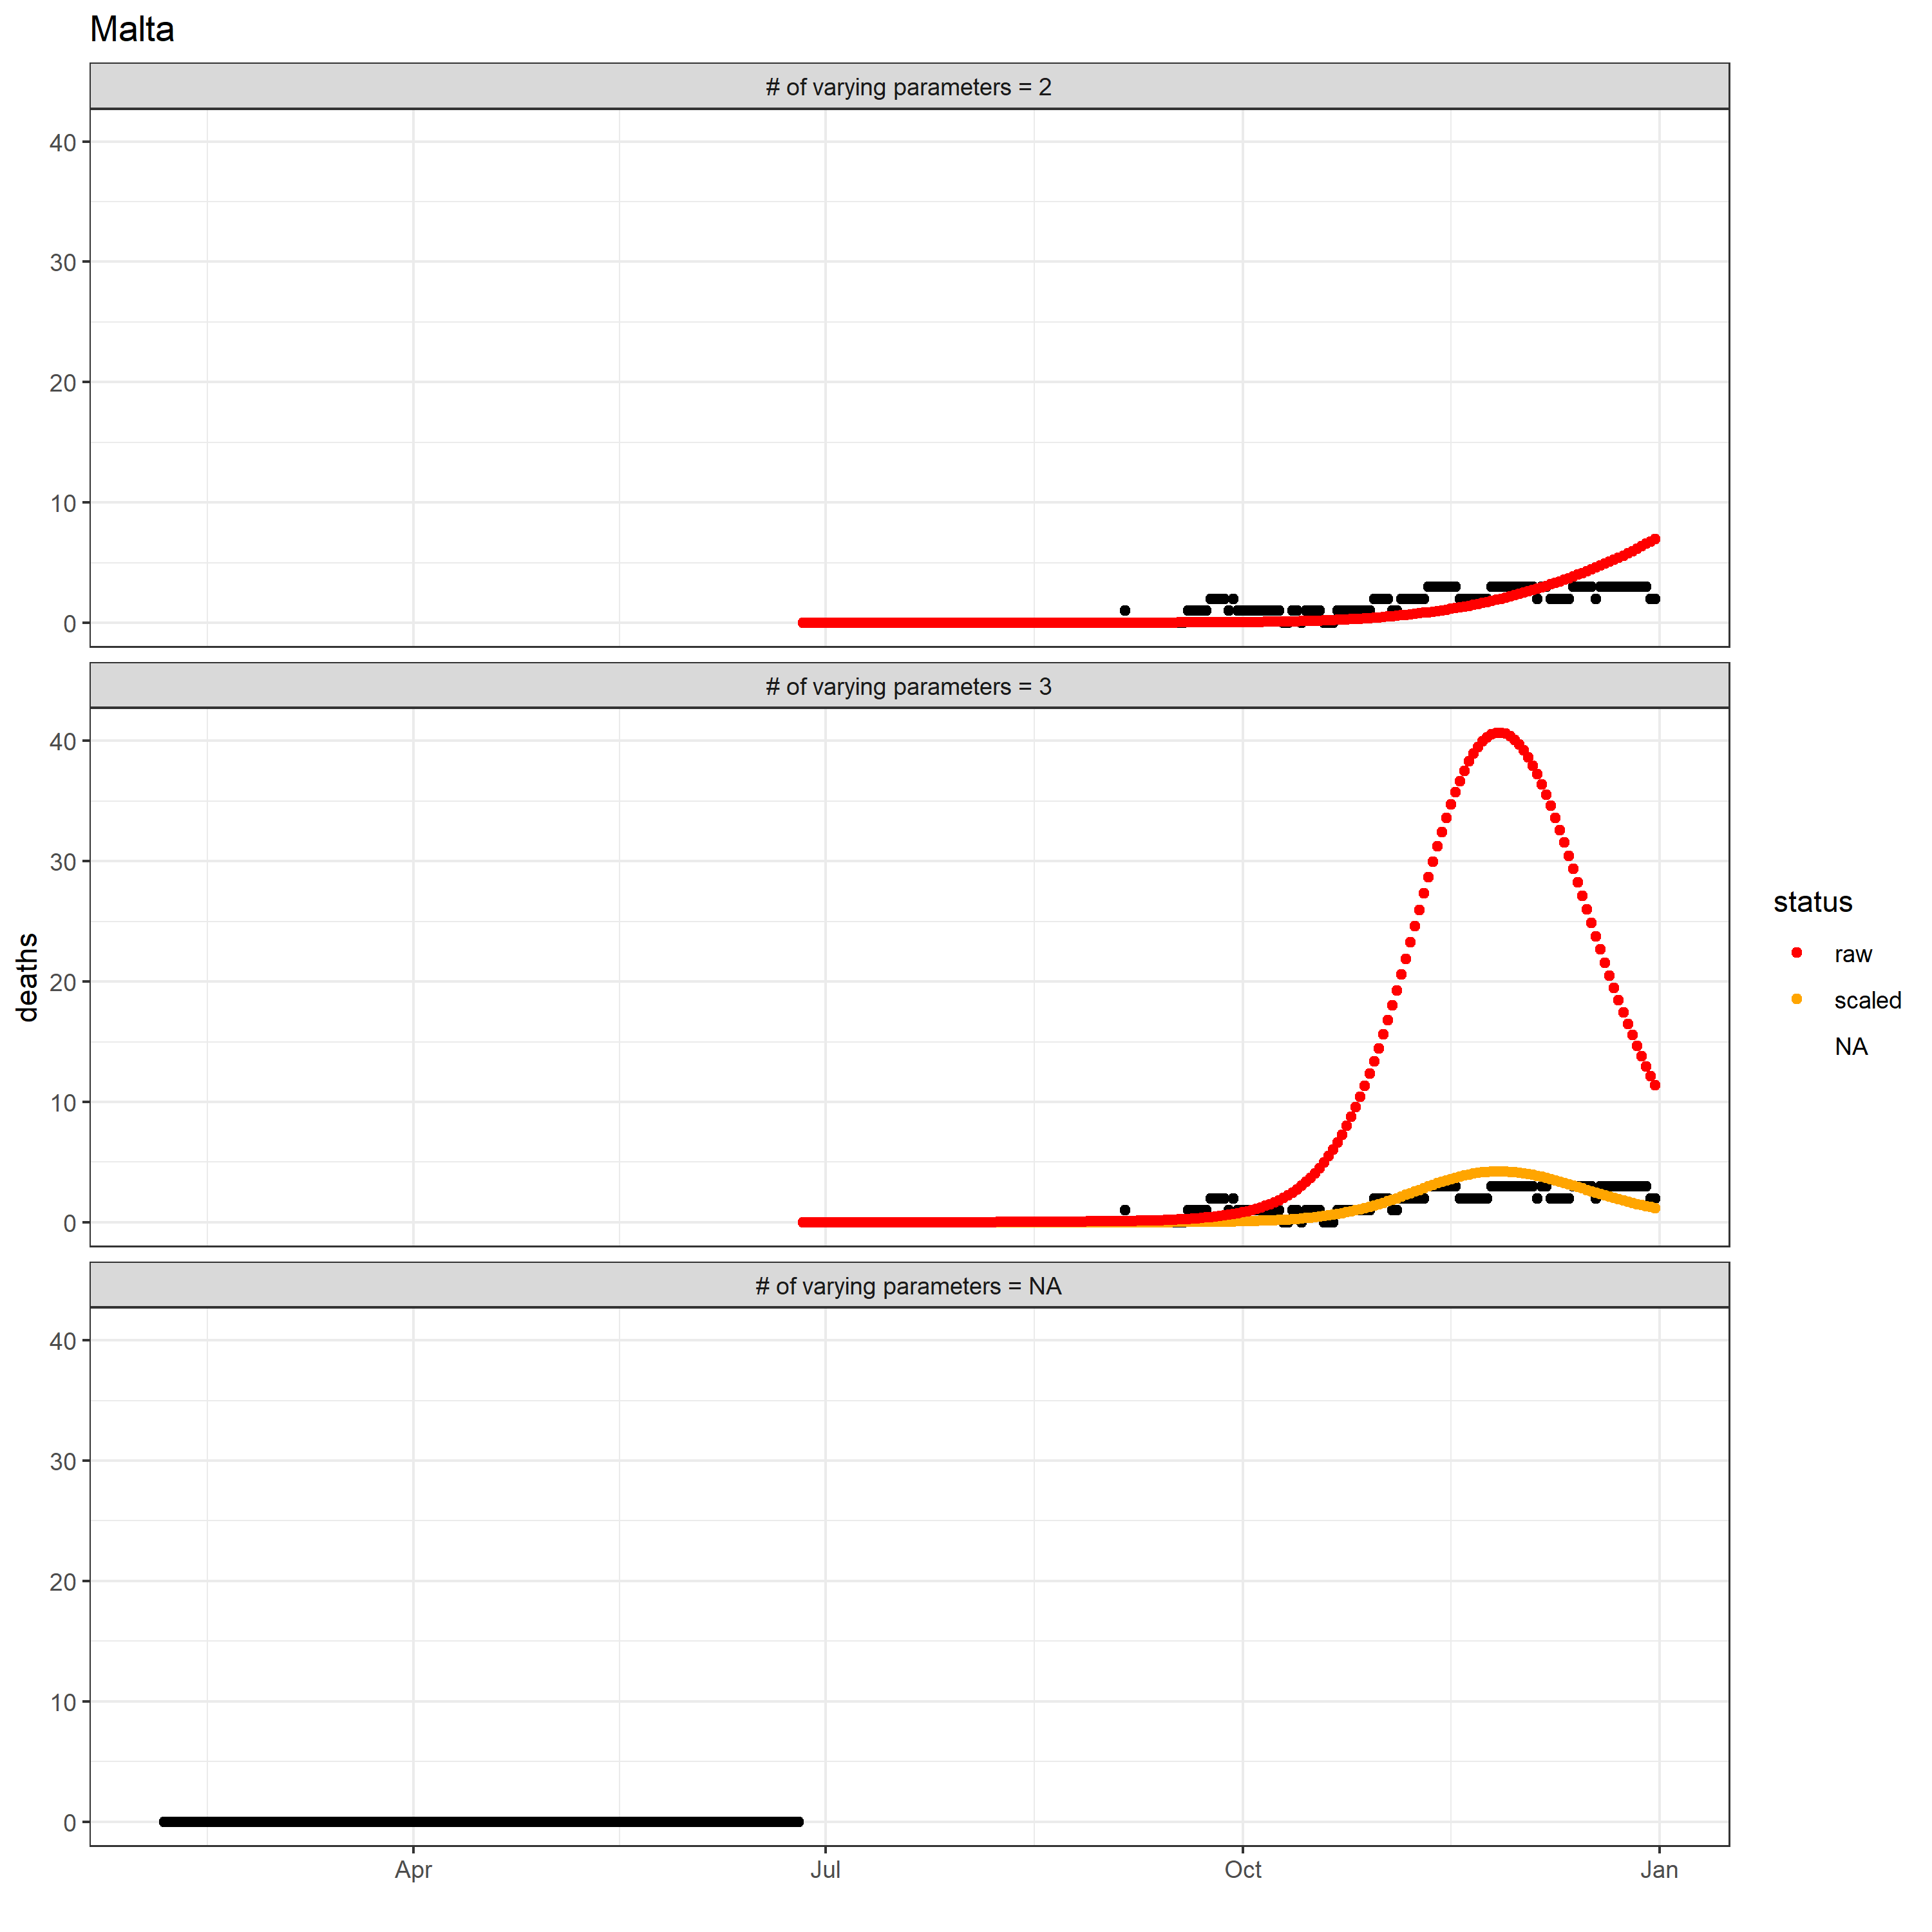 Malta
# of varying parameters = 2
40
30
20
10
0
# of varying parameters = 3
40
30
20
10
0
# of varying parameters = NA
40
30
20
10
0
Apr
Jul
Oct
Jan
deaths
status
raw
scaled
NA